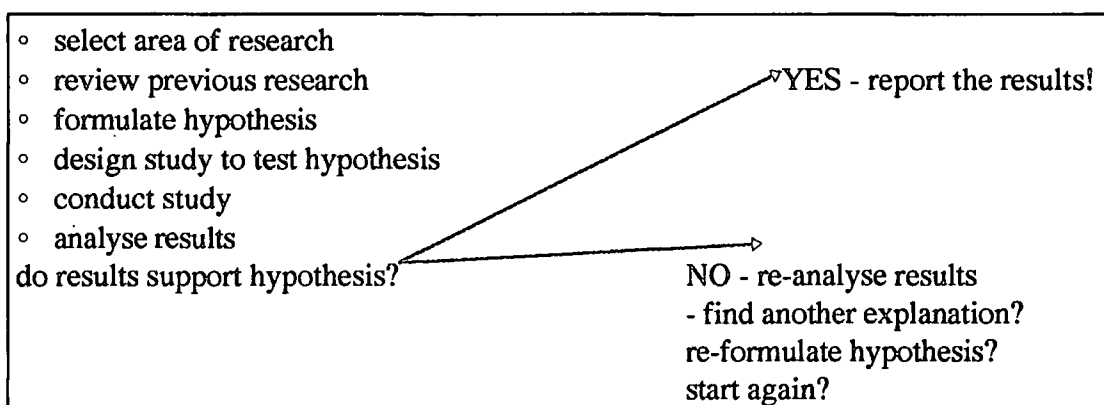 ◦ select area of research
◦ review previous research
YES - report the results!
◦ formulate hypothesis
◦ design study to test hypothesis
◦ conduct study
◦ analyse results
do results support hypothesis?
NO - re-analyse results
- find another explanation?
re-formulate hypothesis?
start again?